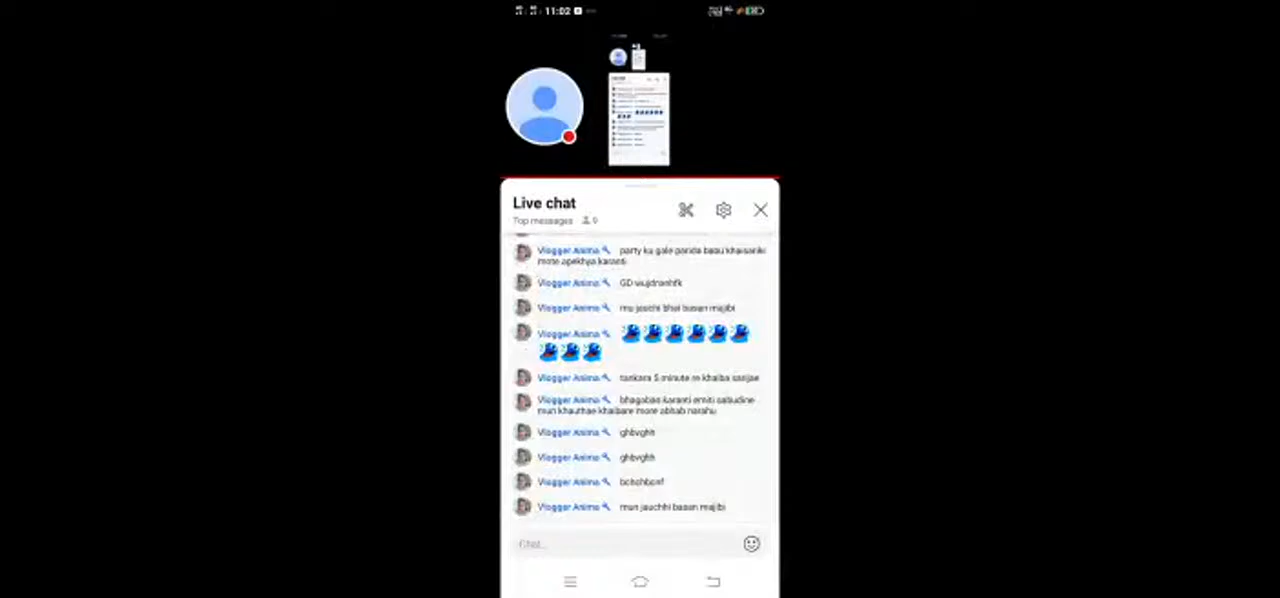 11:02
Live chat
Top messages 0
Vlogger Anima party ku gale parida babu khaisariki
mote apekhya karanti
Vlogger Anima GD
Vlogger Anima mu jauchi bhai basan majibi
Vlogger Anima
Vlogger Anima tankara 5 minute re khaiba sarijae
Vlogger Anima bhagaban karanti emiti sabudine
mun khauthae khaibare more abhab narahu
Vlogger Anima ghbvghh
Vlogger Anima ghbvghh
Vlogger Anima
Vlogger Anima mun jauchhi basan majibi
Chat...